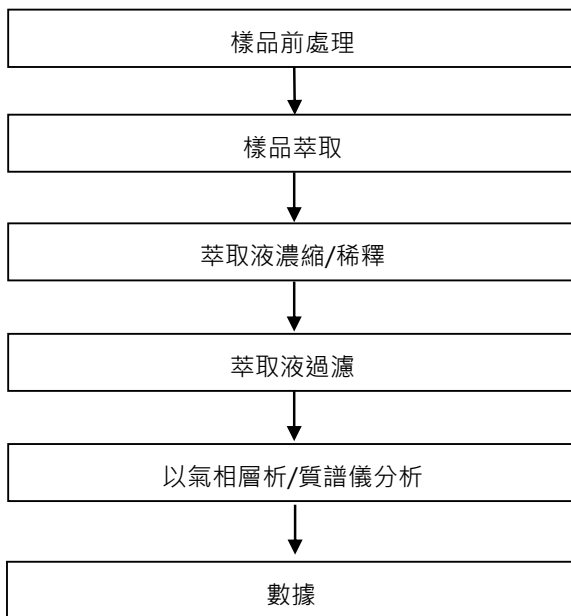 樣品前處理
樣品萃取
萃取液濃縮/稀釋
萃取液過濾
以氣相層析/質譜儀分析
數據